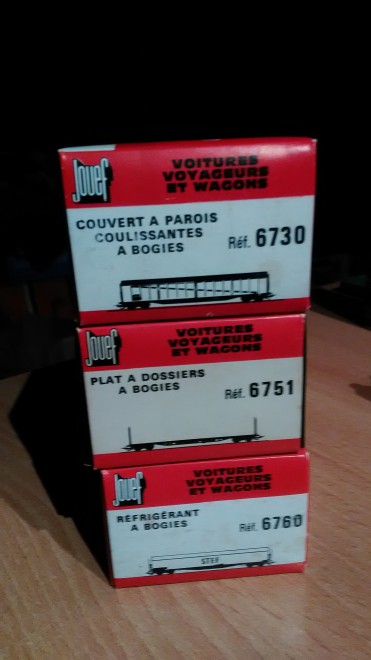 Jouef
VOITURES
VOYAGEURS
ET WAGONS
COUVERT A PAROIS
COULISSANTES
A BOGIES
Réf. 6730
Jouef
VOITURES
VOYAGEURS
ET WAGONS
PLAT A DOSSIERS
A BOGIES
Réf. 6751
Jouef
VOITURES
VOYAGEURS
ET WAGONS
RÉFRIGÉRANT
A BOGIES
Réf. 6760
STEF